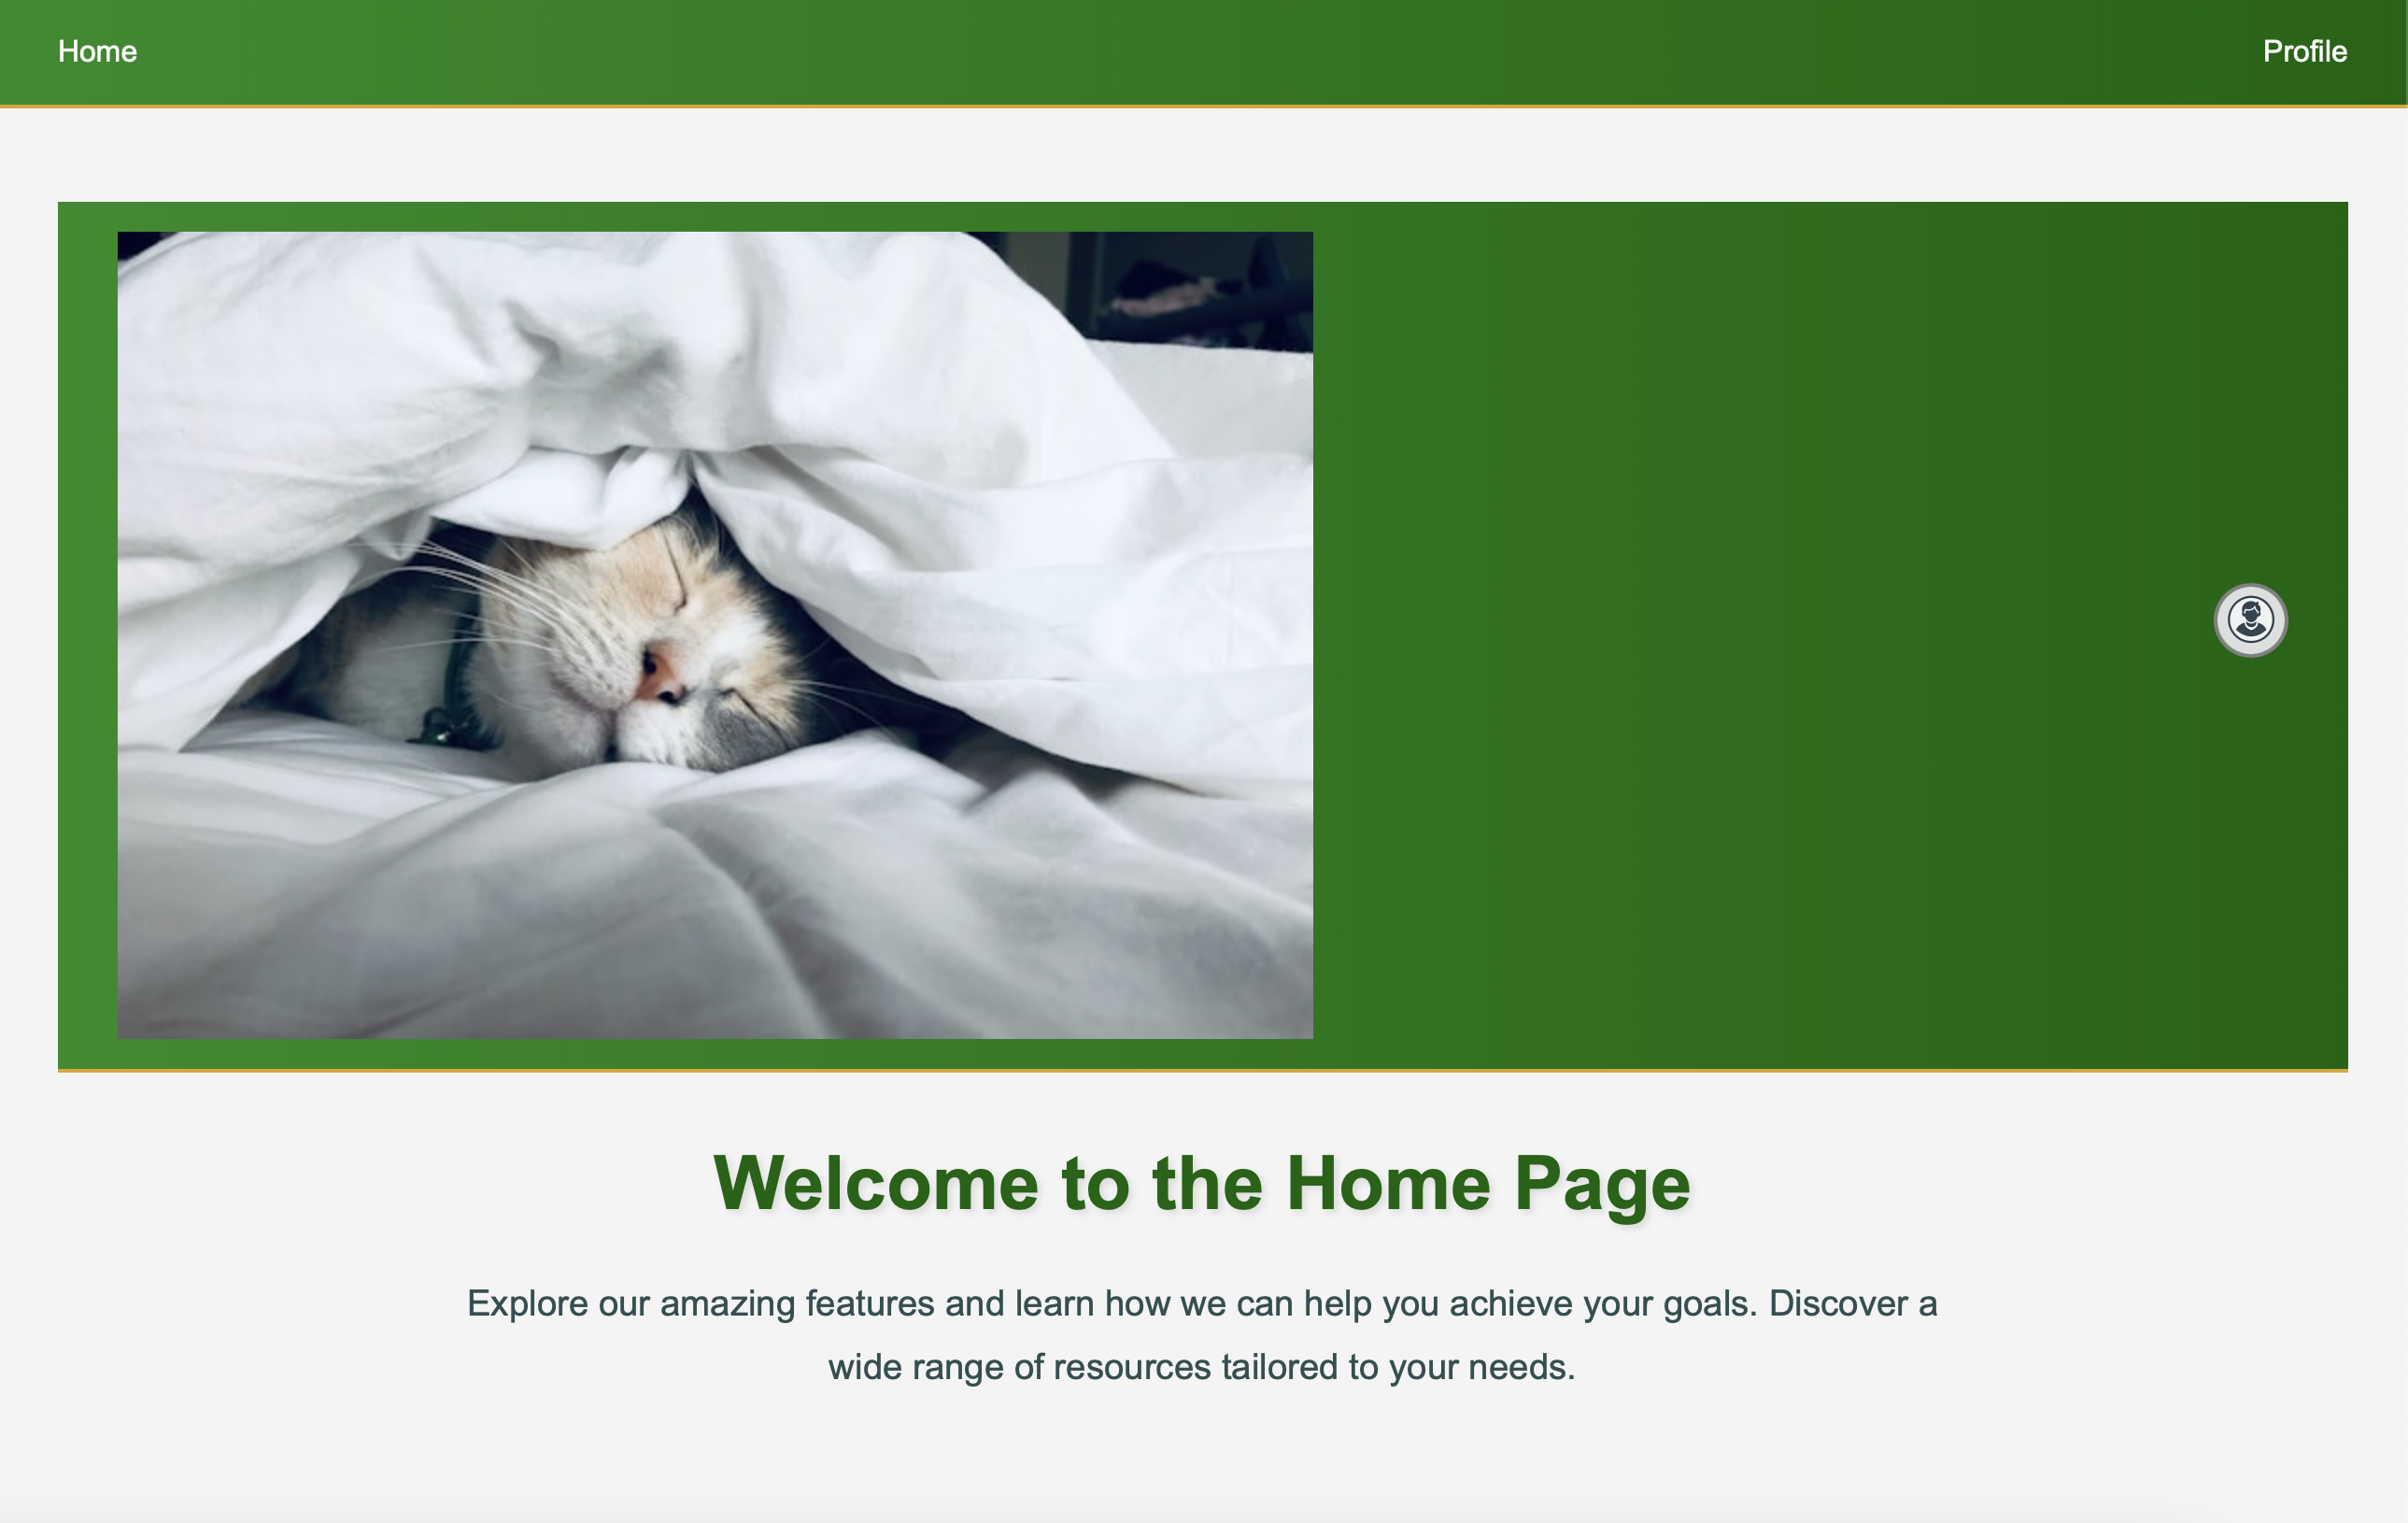 Home
Profile
Welcome to the Home Page
Explore our amazing features and learn how we can help you achieve your goals. Discover a
wide range of resources tailored to your needs.